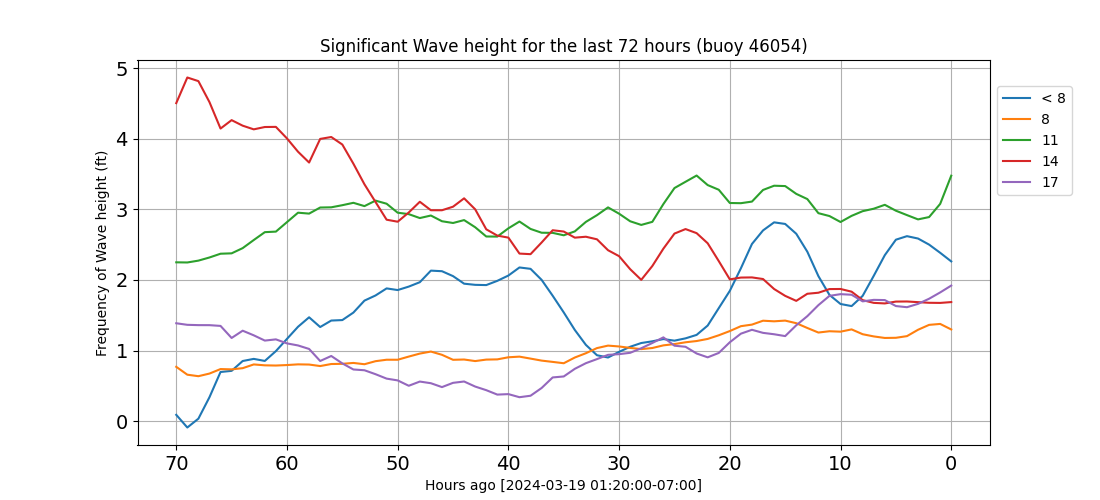 Significant Wave height for the last 72 hours (buoy 46054)
Frequency of Wave height (ft)
5
4
3
2
1
0
70 60 50 40 30 20 10 0
Hours ago [2024-03-19 01:20:00-07:00]
< 8
8
11
14
17